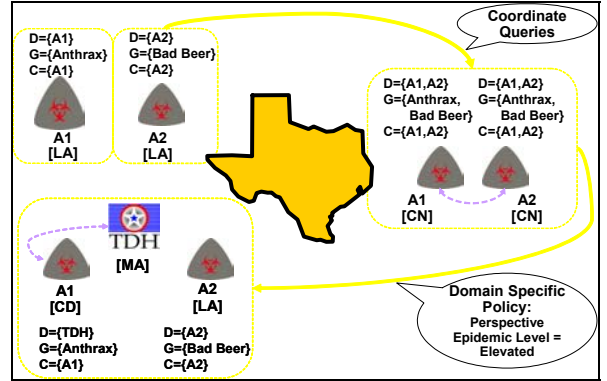 D={A1}
G={Anthrax}
C={A1}
A1
[LA]
D={A2}
G={Bad Beer}
C={A2}
A2
[LA]
Coordinate
Queries
D={A1,A2}
G={Anthrax,
Bad Beer}
C={A1,A2}
A1
[CN]
D={A1,A2}
G={Anthrax,
Bad Beer}
C={A1,A2}
A2
[CN]
TDH
[MA]
A1
[CD]
D={TDH}
G={Anthrax}
C={A1}
A2
[LA]
D={A2}
G={Bad Beer}
C={A2}
Domain Specific
Policy:
Perspective
Epidemic Level =
Elevated